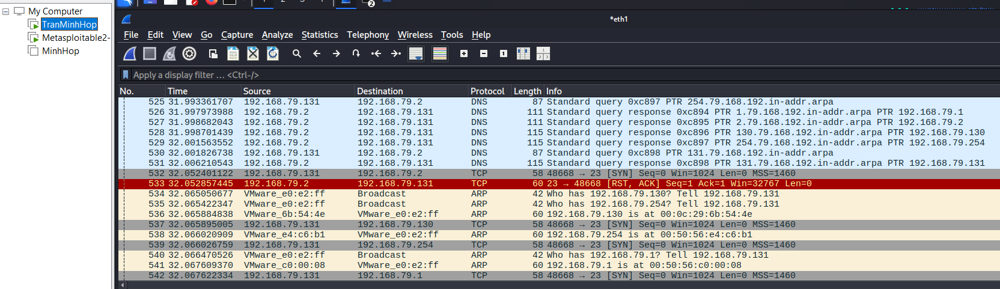 My Computer
TranMinhHop
Metasploitable2-
MinhHop
2
*eth1
File Edit View Go Capture Analyze Statistics Telephony Wireless Tools Help
Apply a display filter ... <Ctrl-/>
No. Time Source Destination Protocol Length Info
525 31.993361707 192.168.79.131 192.168.79.2 DNS 87 Standard query 0xc897 PTR 254.79.168.192.in-addr.arpa
526 31.997973988 192.168.79.2 192.168.79.131 DNS 111 Standard query response 0xc894 PTR 1.79.168.192.in-addr.arpa PTR 192.168.79.1
527 31.998682043 192.168.79.2 192.168.79.131 DNS 111 Standard query response 0xc895 PTR 2.79.168.192.in-addr.arpa PTR 192.168.79.2
528 31.998701439 192.168.79.2 192.168.79.131 DNS 115 Standard query response 0xc896 PTR 130.79.168.192.in-addr.arpa PTR 192.168.79.130
529 32.001563552 192.168.79.2 192.168.79.131 DNS 115 Standard query response 0xc897 PTR 254.79.168.192.in-addr.arpa PTR 192.168.79.254
530 32.001826738 192.168.79.131 192.168.79.2 DNS 87 Standard query 0xc898 PTR 131.79.168.192.in-addr.arpa
531 32.006210543 192.168.79.2 192.168.79.131 DNS 115 Standard query response 0xc898 PTR 131.79.168.192.in-addr.arpa PTR 192.168.79.131
532 32.052401122 192.168.79.131 192.168.79.2 TCP 58 48668 → 23 [SYN] Seq=0 Win=1024 Len=0 MSS=1460
533 32.052857445 192.168.79.2 192.168.79.131 TCP 60 23 → 48668 [RST, ACK] Seq=1 Ack=1 Win=32767 Len=0
534 32.065050677 VMware_e0:e2:ff Broadcast ARP 42 Who has 192.168.79.130? Tell 192.168.79.131
535 32.065422347 VMware_e0:e2:ff Broadcast ARP 42 Who has 192.168.79.254? Tell 192.168.79.131
536 32.065884838 VMware_6b:54:4e VMware_e0:e2:ff ARP 60 192.168.79.130 is at 00:0c:29:6b:54:4e
537 32.065895005 192.168.79.131 192.168.79.130 TCP 58 48668 → 23 [SYN] Seq=0 Win=1024 Len=0 MSS=1460
538 32.066020909 VMware_e4:c6:b1 VMware_e0:e2:ff ARP 60 192.168.79.254 is at 00:50:56:e4:c6:b1
539 32.066026759 192.168.79.131 192.168.79.254 TCP 58 48668 → 23 [SYN] Seq=0 Win=1024 Len=0 MSS=1460
540 32.066470526 VMware_e0:e2:ff Broadcast ARP 42 Who has 192.168.79.1? Tell 192.168.79.131
541 32.067609370 VMware_c0:00:08 VMware_e0:e2:ff ARP 60 192.168.79.1 is at 00:50:56:c0:00:08
542 32.067622334 192.168.79.131 192.168.79.1 TCP 58 48668 → 23 [SYN] Seq=0 Win=1024 Len=0 MSS=1460